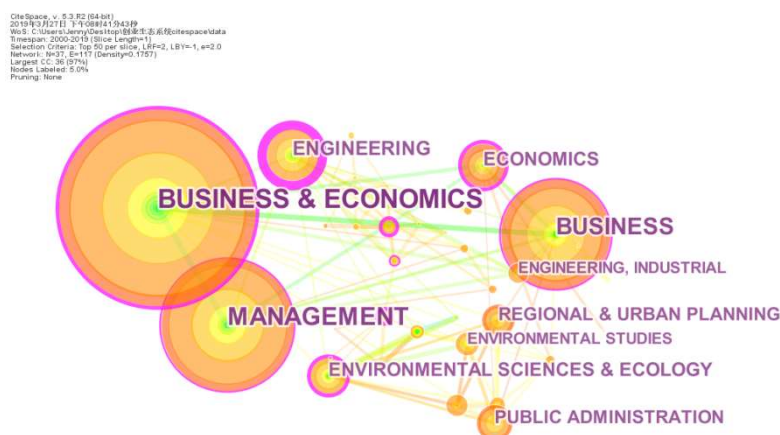 CiteSpace, v. 5.3.R2 (64-bit)
2019年3月27日 下午08时41分43秒
WoS: C:\Users\Jenny\Desktop\创业生态系统citespace\data
Timespan: 2000-2019 (Slice Length=1)
Selection Criteria: Top 50 per slice, LRF=2, LBY=-1, e=2.0
Network: N=37, E=117 (Density=0.1757)
Largest CC: 36 (97%)
Nodes Labeled: 5.0%
Pruning: None
ENGINEERING
ECONOMICS
BUSINESS & ECONOMICS
BUSINESS
ENGINEERING, INDUSTRIAL
MANAGEMENT
REGIONAL & URBAN PLANNING
ENVIRONMENTAL STUDIES
ENVIRONMENTAL SCIENCES & ECOLOGY
PUBLIC ADMINISTRATION